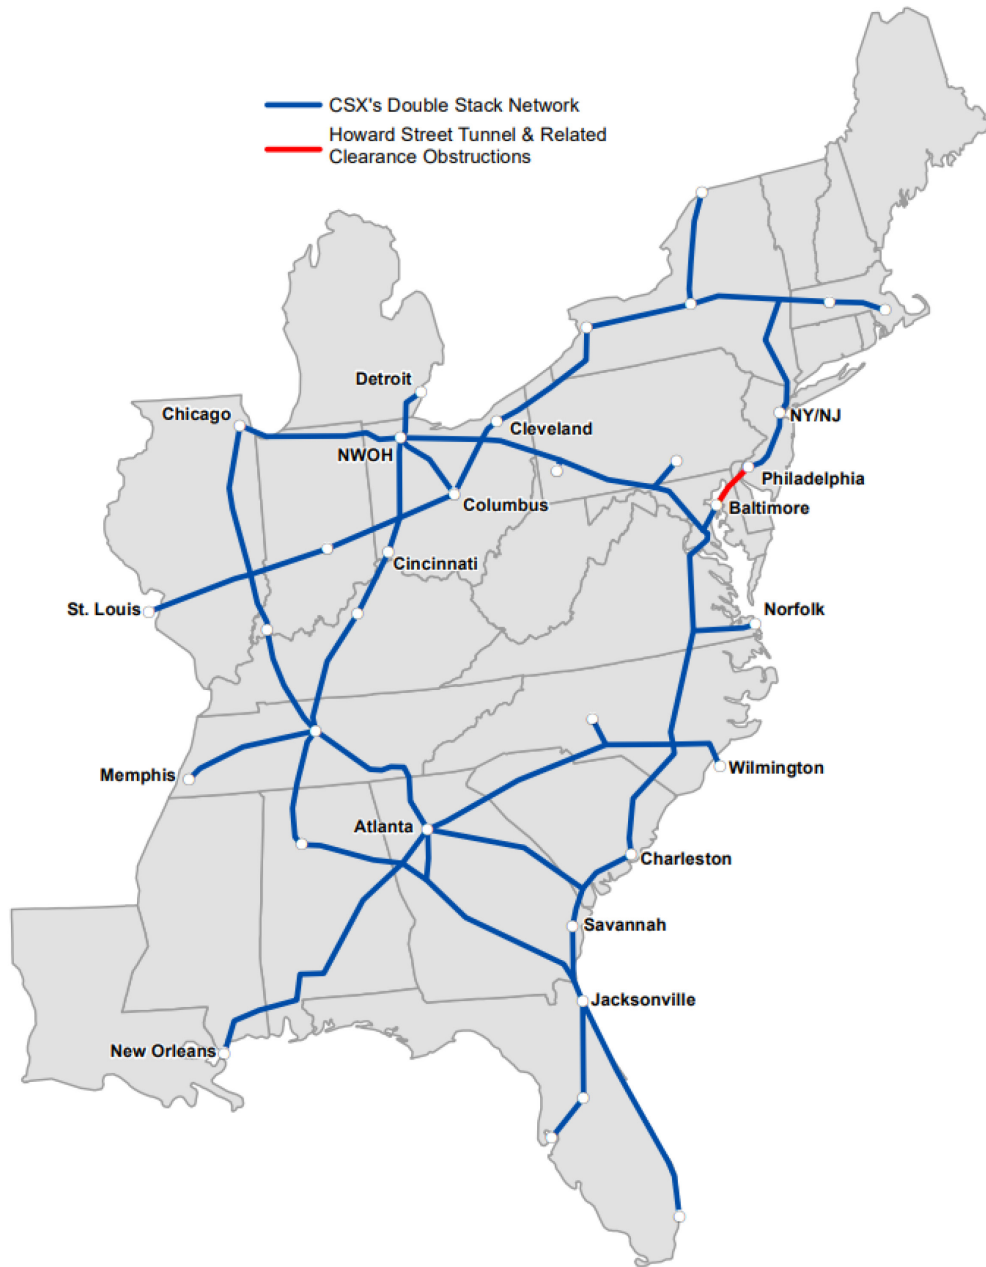 CSX's Double Stack Network
Howard Street Tunnel & Related
Clearance Obstructions
Detroit
Chicago
NY/NJ
Cleveland
NWOH
Philadelphia
Columbus
Baltimore
Cincinnati
St. Louis
Norfolk
Memphis
Wilmington
Atlanta
Charleston
Savannah
Jacksonville
New Orleans